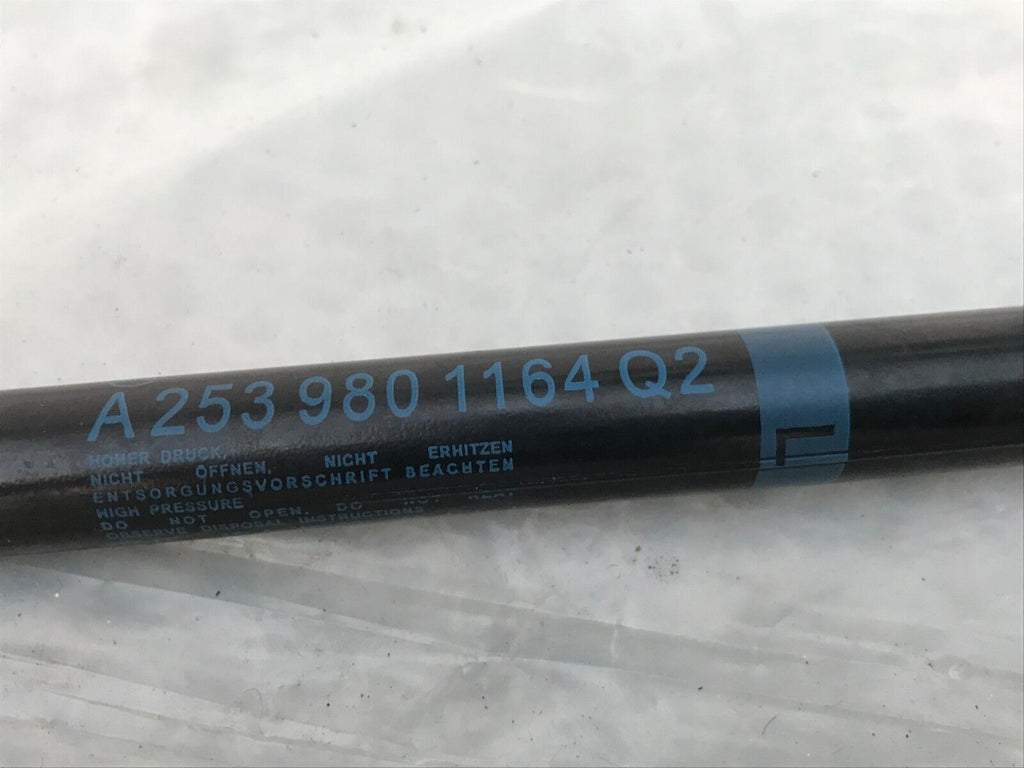 A 253 980 1164 Q2
L
HOHER DRUCK,
NICHT ÖFFNEN, NICHT ERHITZEN
ENTSORGUNGSVORSCHRIFT BEACHTEN
HIGH PRESSURE
DO NOT OPEN, DO NOT HEAT
OBSERVE DISPOSAL INSTRUCTIONS